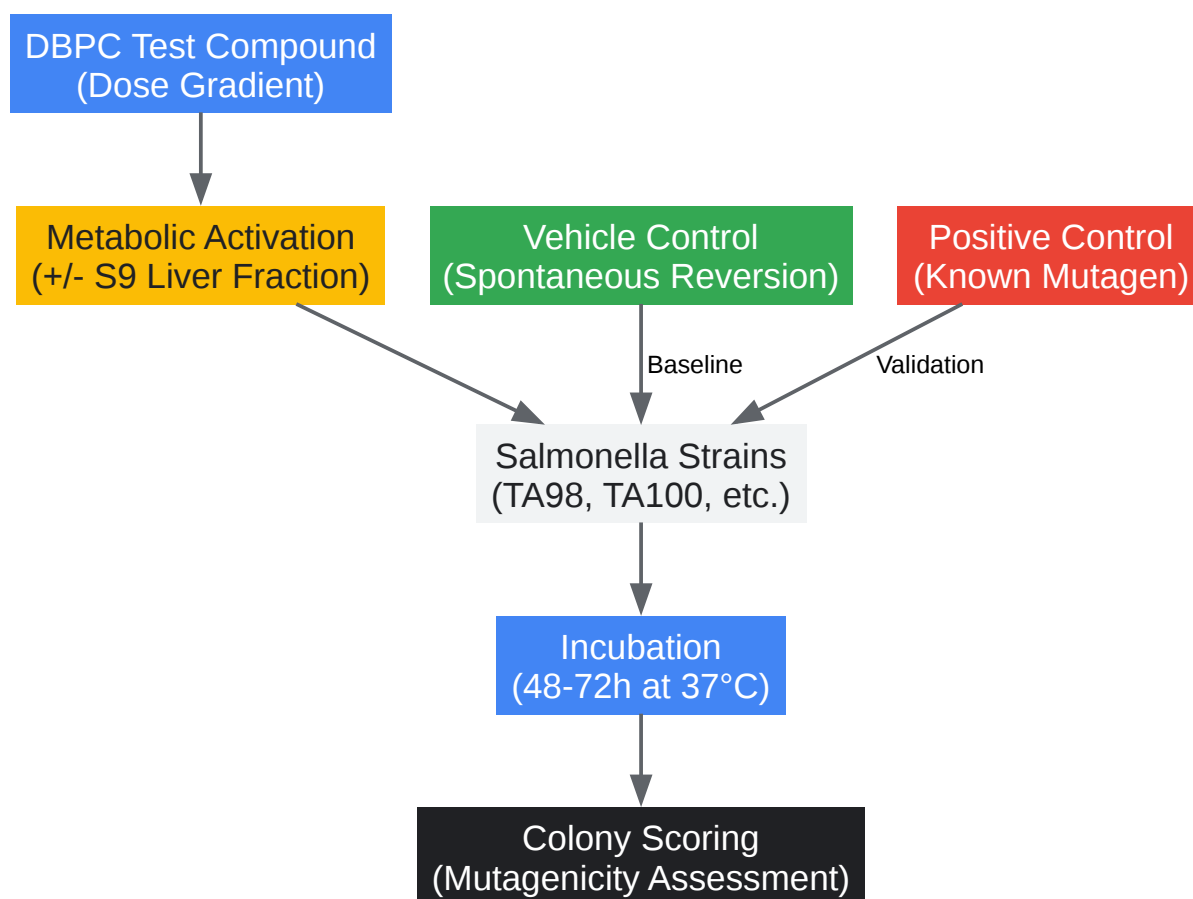 DBPC Test Compound
(Dose Gradient)
Metabolic Activation
(+/- S9 Liver Fraction)
Vehicle Control
(Spontaneous Reversion)
Positive Control
(Known Mutagen)
Baseline
Validation
Salmonella Strains
(TA98, TA100, etc.)
Incubation
(48-72h at 37°C)
Colony Scoring
(Mutagenicity Assessment)